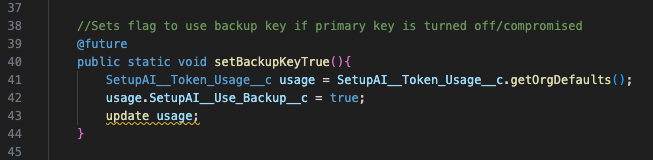 37
38 //Sets flag to use backup key if primary key is turned off/compromised
39 @future
40 public static void setBackupKeyTrue(){
41 SetupAI__Token_Usage__c usage = SetupAI__Token_Usage__c.getOrgDefaults();
42 usage.SetupAI__Use_Backup__c = true;
43 update usage;
44 }
45